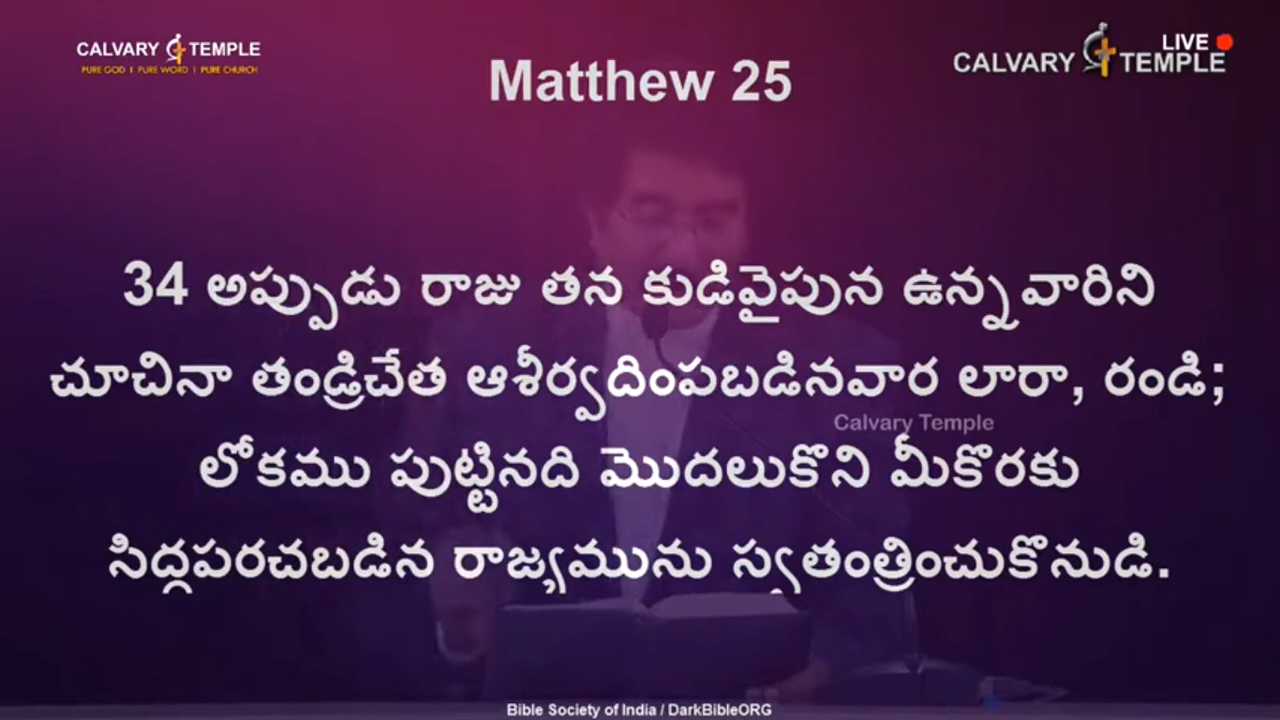 CALVARY TEMPLE
PURE GOD I PURE WORD I PURE CHURCH
LIVE
CALVARY TEMPLE
Matthew 25
34 అప్పుడు రాజు తన కుడివైపున ఉన్నవారిని
చూచినా తండ్రిచేత ఆశీర్వదింపబడినవార లారా, రండి;
Calvary Temple
లోకము పుట్టినది మొదలుకొని మీకొరకు
సిద్ధపరచబడిన రాజ్యమును స్వతంత్రించుకొనుడి.
Bible Society of India / DarkBibleORG